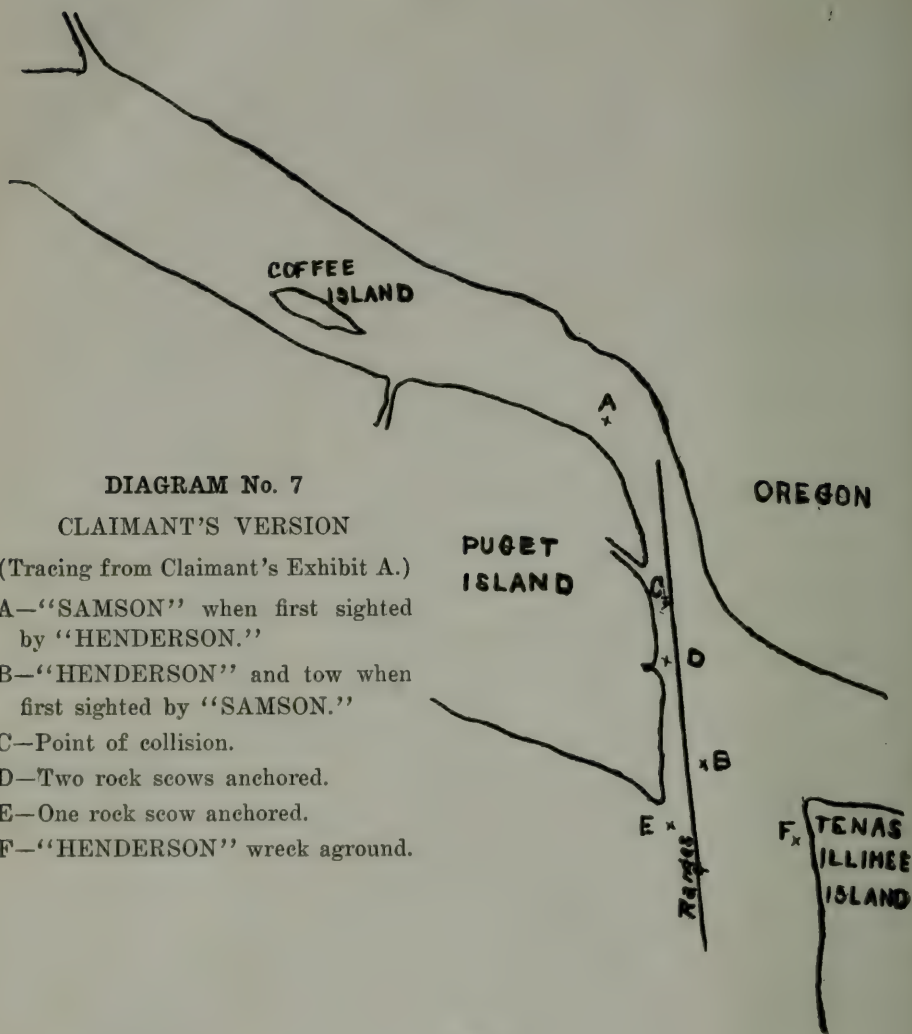 COFFEE
ISLAND
A
OREGON
DIAGRAM No. 7
CLAIMANT'S VERSION
(Tracing from Claimant's Exhibit A.)
A—"SAMSON" when first sighted
by "HENDERSON."
B—"HENDERSON" and tow when
first sighted by "SAMSON."
C—Point of collision.
D—Two rock scows anchored.
E—One rock scow anchored.
F—"HENDERSON" wreck aground.
PUGET
ISLAND
C
D
B
E
Ranges
F
TENAS
ILLIHEE
ISLAND